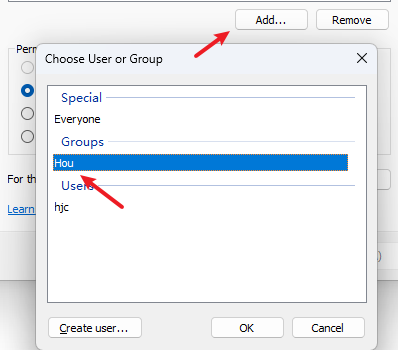 Add...
Remove
Choose User or Group
Special
Everyone
Groups
Hou
Users
hjc
For th
Learn
Create user...
OK
Cancel